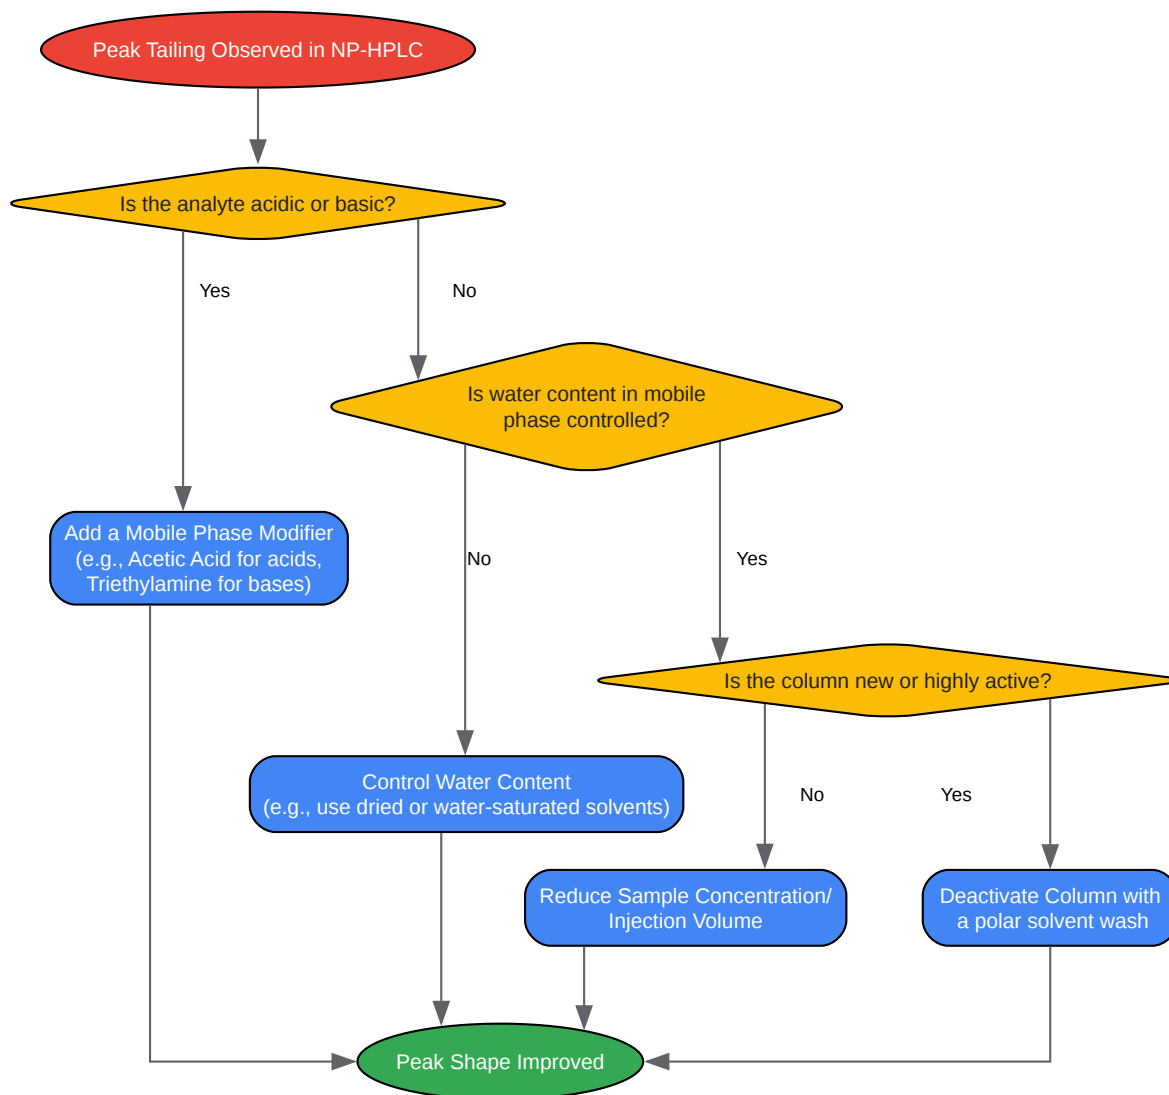 Peak Tailing Observed in NP-HPLC
Is the analyte acidic or basic?
Yes
No
Is water content in mobile
phase controlled?
Add a Mobile Phase Modifier
(e.g., Acetic Acid for acids,
Triethylamine for bases)
No
Yes
Is the column new or highly active?
Control Water Content
(e.g., use dried or water-saturated solvents)
No
Yes
Reduce Sample Concentration/
Injection Volume
Deactivate Column with
a polar solvent wash
Peak Shape Improved